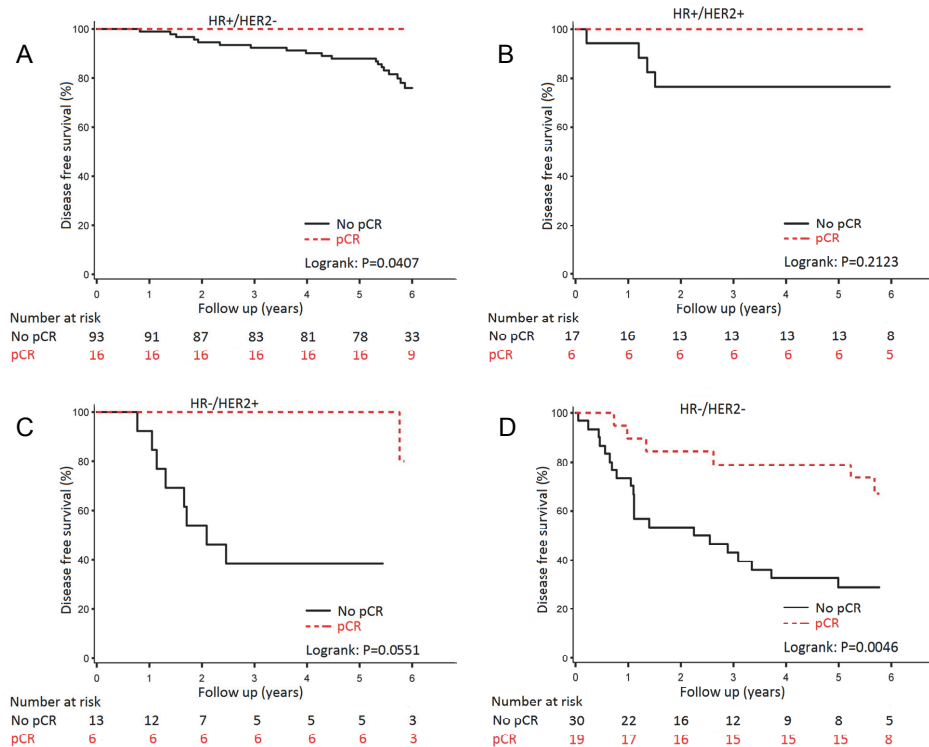 A
HR+/HER2-
100
80
60
40
20
0
Disease free survival (%)
No pCR
pCR
Logrank: P=0.0407
0 1 2 3 4 5 6
Follow up (years)
Number at risk
No pCR 93 91 87 83 81 78 33
pCR 16 16 16 16 16 16 9
B
HR+/HER2+
100
80
60
40
20
0
Disease free survival (%)
No pCR
pCR
Logrank: P=0.2123
0 1 2 3 4 5 6
Follow up (years)
Number at risk
No pCR 17 16 13 13 13 13 8
pCR 6 6 6 6 6 6 5
C
HR-/HER2+
100
80
60
40
20
0
Disease free survival (%)
No pCR
pCR
Logrank: P=0.0551
0 1 2 3 4 5 6
Follow up (years)
Number at risk
No pCR 13 12 7 5 5 5 3
pCR 6 6 6 6 6 6 3
D
HR-/HER2-
100
80
60
40
20
0
Disease free survival (%)
No pCR
pCR
Logrank: P=0.0046
0 1 2 3 4 5 6
Follow up (years)
Number at risk
No pCR 30 22 16 12 9 8 5
pCR 19 17 16 15 15 15 8